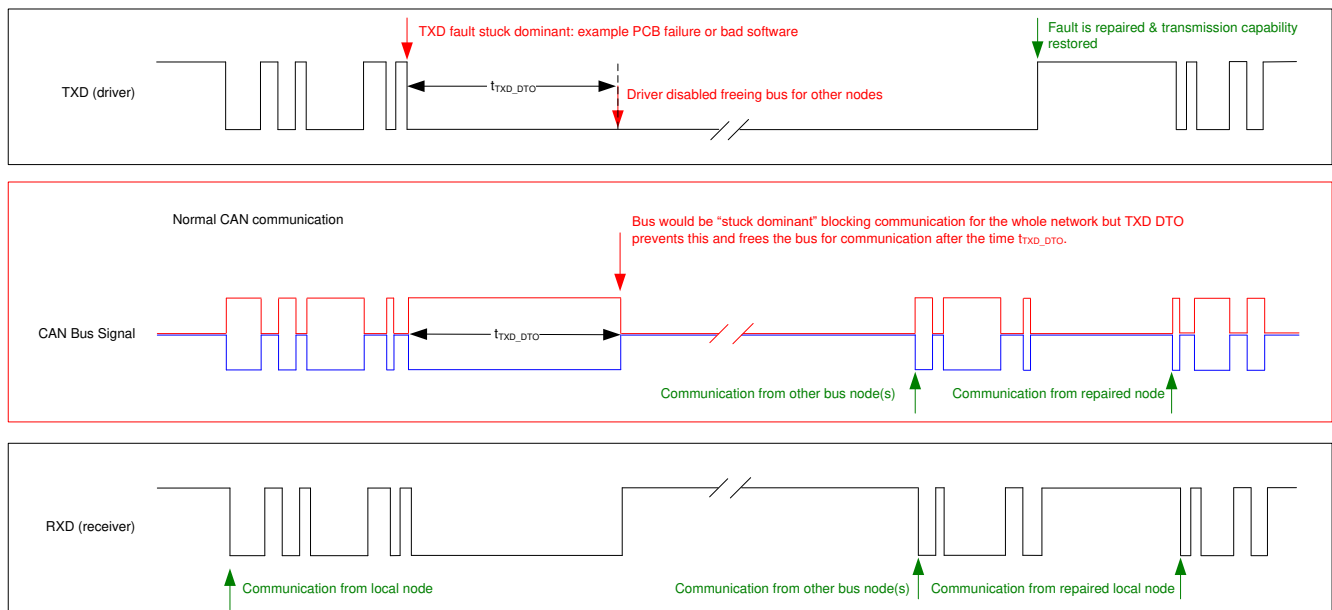 TXD fault stuck dominant: example PCB failure or bad software
Fault is repaired & transmission capability
restored
TXD (driver)
tTXD_DTO
Driver disabled freeing bus for other nodes
Normal CAN communication
Bus would be “stuck dominant” blocking communication for the whole network but TXD DTO
prevents this and frees the bus for communication after the time tTXD_DTO.
CAN Bus Signal
tTXD_DTO
Communication from other bus node(s)
Communication from repaired node
RXD (receiver)
Communication from local node
Communication from other bus node(s)
Communication from repaired local node